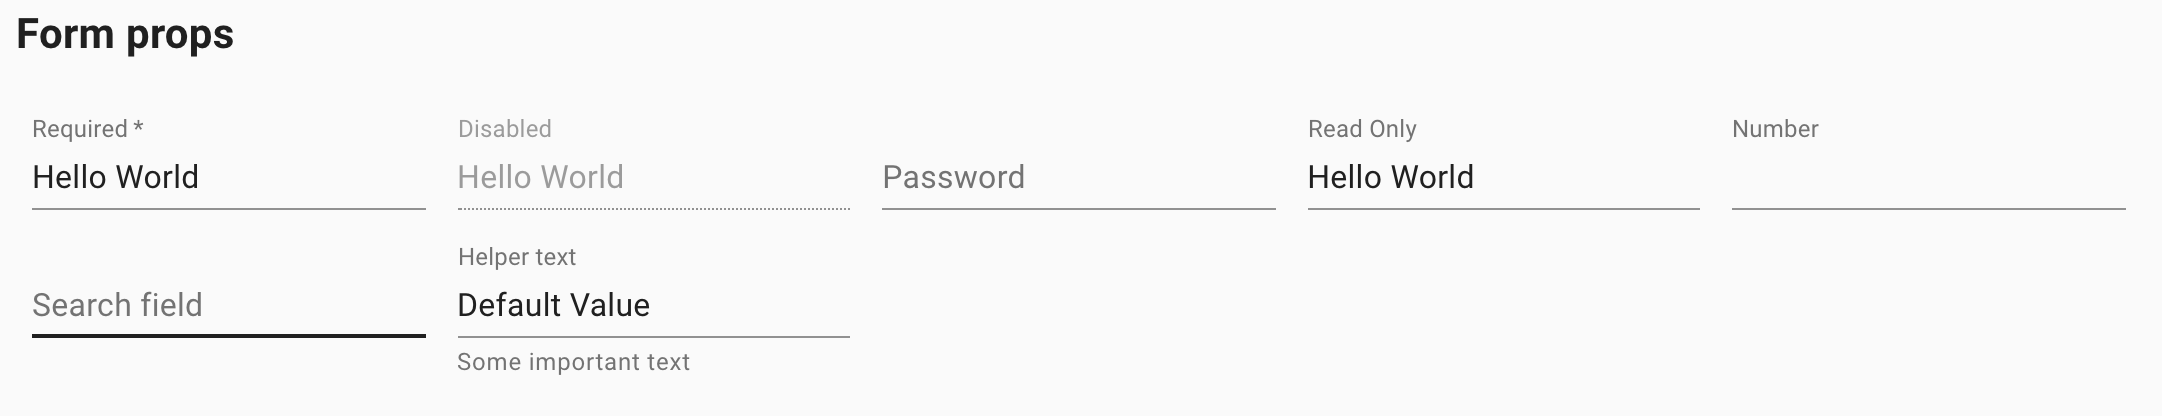 Form props
Required *
Hello World
Disabled
Hello World
Password
Read Only
Hello World
Number
Search field
Helper text
Default Value
Some important text